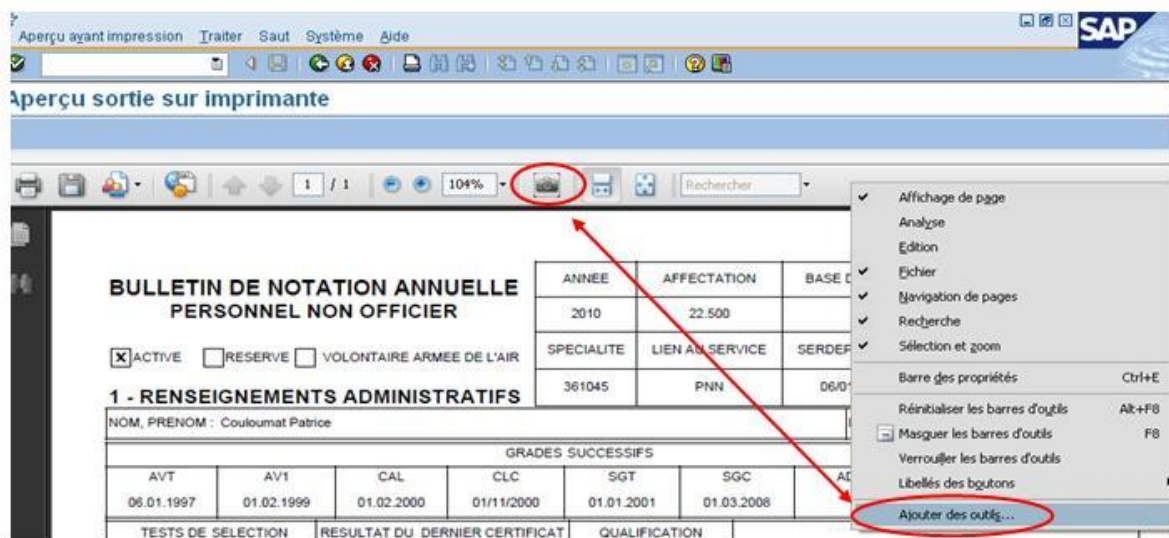 Aperçu avant impression Traiter Saut Système Aide
SAP
Aperçu sortie sur imprimante
1 / 1 104% Rechercher
Affichage de page
Analyse
Edition
Fichier
Navigation de pages
Recherche
Sélection et zoom
Barre des propriétés Ctrl+E
Réinitialiser les barres d'outils Alt+F8
Masquer les barres d'outils F8
Verrouiller les barres d'outils
Libellés des boutons
Ajouter des outils...
BULLETIN DE NOTATION ANNUELLE
PERSONNEL NON OFFICIER
X ACTIVE RESERVE VOLONTAIRE ARMEE DE L'AIR
ANNEE AFFECTATION BASE
2010 22.500
SPECIALITE LIEN AU SERVICE
361045 PNN
1 - RENSEIGNEMENTS ADMINISTRATIFS
NOM, PRENOM : Couloumat Patrice
GRADES SUCCESSIFS
AVT AV1 CAL CLC SGT SGC
06.01.1997 01.02.1999 01.02.2000 01/11/2000 01.01.2001 01.03.2008
TESTS DE SELECTION RESULTAT DU DERNIER CERTIFICAT QUALIFICATION